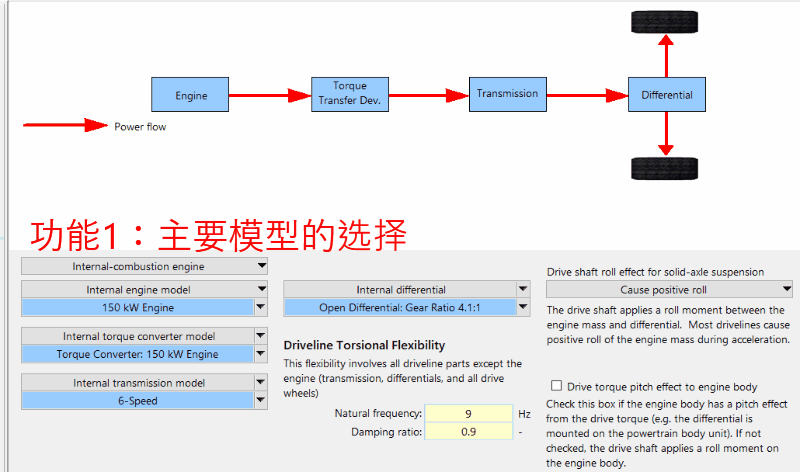 Engine
Torque
Transfer Dev.
Transmission
Differential
Power flow
功能1：主要模型的选择
Internal-combustion engine
Internal engine model
150 kW Engine
Internal torque converter model
Torque Converter: 150 kW Engine
Internal transmission model
6-Speed
Internal differential
Open Differential: Gear Ratio 4.1:1
Driveline Torsional Flexibility
This flexibility involves all driveline parts except the
engine (transmission, differentials, and all drive
wheels)
Natural frequency: 9 Hz
Damping ratio: 0.9 -
Drive shaft roll effect for solid-axle suspension
Cause positive roll
The drive shaft applies a roll moment between the
engine mass and differential. Most drivelines cause
positive roll of the engine mass during acceleration.
Drive torque pitch effect to engine body
Check this box if the engine body has a pitch effect
from the drive torque (e.g. the differential is
mounted on the powertrain body unit). If not
checked, the drive shaft applies a roll moment on
the engine body.